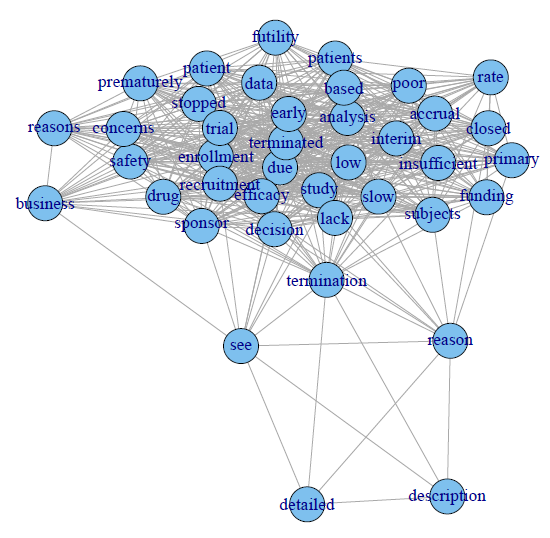 futility
patients
patient
prematurely
data
based
poor
rate
stopped
early
analysis
accrual
reasons
concerns
trial
terminated
interim
closed
safety
enrollment
due
low
insufficient
primary
business
drug
recruitment
efficacy
study
slow
funding
sponsor
decision
lack
subjects
termination
see
reason
detailed
description